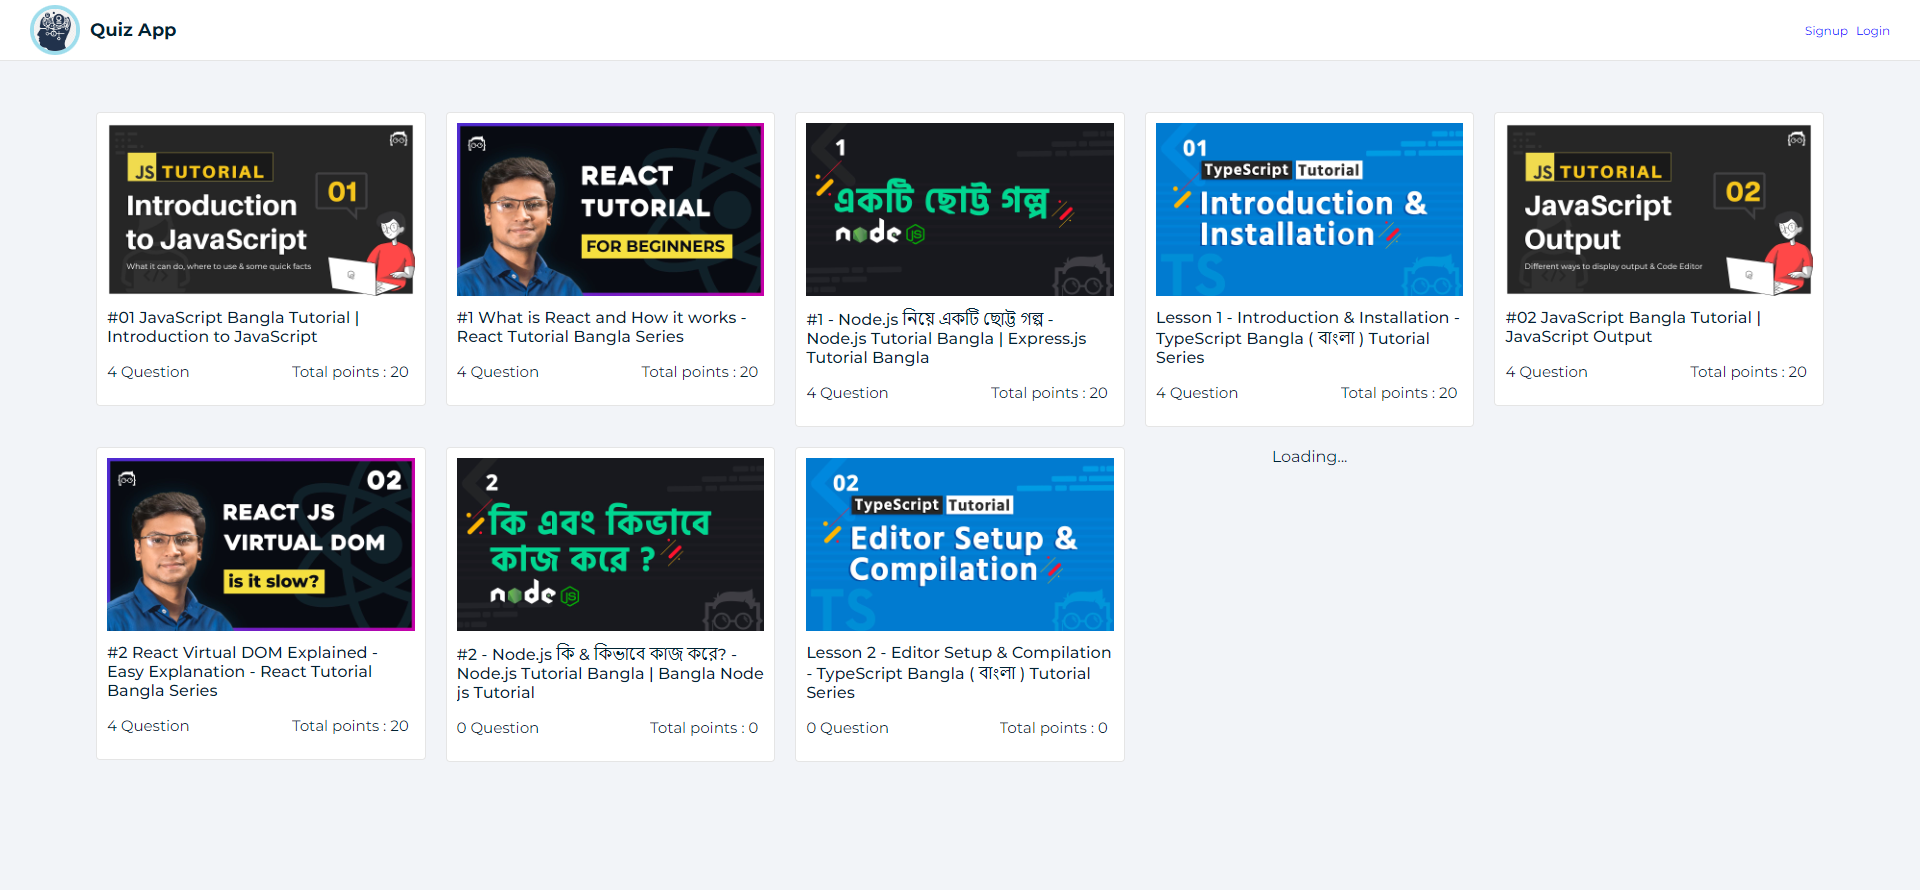 Quiz App
Signup Login
JS TUTORIAL
01
Introduction
to JavaScript
What it can do, where to use & some quick facts
#01 JavaScript Bangla Tutorial |
Introduction to JavaScript
4 Question Total points : 20
REACT
TUTORIAL
FOR BEGINNERS
#1 What is React and How it works -
React Tutorial Bangla Series
4 Question Total points : 20
1
একটি ছোট্ট গল্প
node JS
#1 - Node.js নিয়ে একটি ছোট্ট গল্প -
Node.js Tutorial Bangla | Express.js
Tutorial Bangla
4 Question Total points : 20
01
TypeScript Tutorial
Introduction &
Installation
TS
Lesson 1 - Introduction & Installation -
TypeScript Bangla ( বাংলা ) Tutorial
Series
4 Question Total points : 20
JS TUTORIAL
02
JavaScript
Output
Different ways to display output & Code Editor
#02 JavaScript Bangla Tutorial |
JavaScript Output
4 Question Total points : 20
02
REACT JS
VIRTUAL DOM
is it slow?
#2 React Virtual DOM Explained -
Easy Explanation - React Tutorial
Bangla Series
4 Question Total points : 20
2
কি এবং কিভাবে
কাজ করে ?
node JS
#2 - Node.js কি & কিভাবে কাজ করে? -
Node.js Tutorial Bangla | Bangla Node
js Tutorial
0 Question Total points : 0
02
TypeScript Tutorial
Editor Setup &
Compilation
TS
Lesson 2 - Editor Setup & Compilation
- TypeScript Bangla ( বাংলা ) Tutorial
Series
0 Question Total points : 0
Loading...